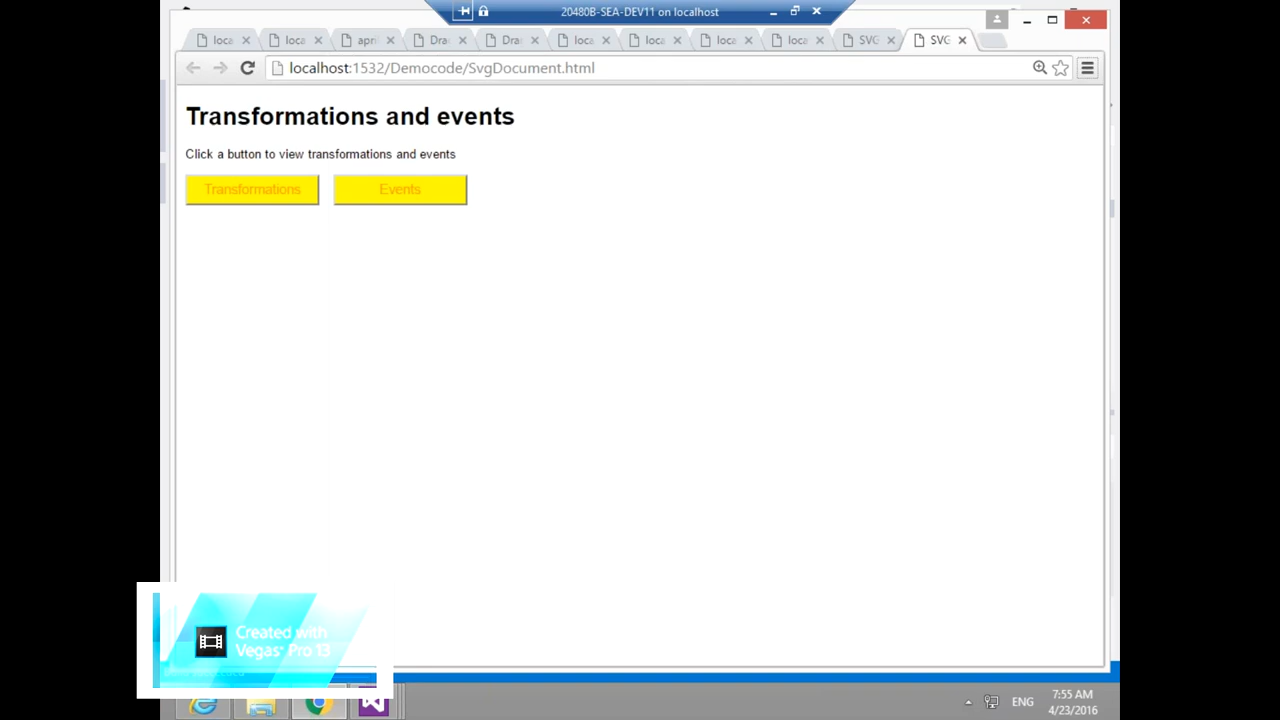 20480B-SEA-DEV11 on localhost
loca
loca
apri
Dra
Dra
loca
loca
loca
loca
SVG
SVG
localhost:1532/Democode/SvgDocument.html
Transformations and events
Click a button to view transformations and events
Transformations
Events
Created with
Vegas Pro 13
ENG
7:55 AM
4/23/2016